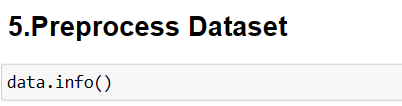 5.Preprocess Dataset
data.info()